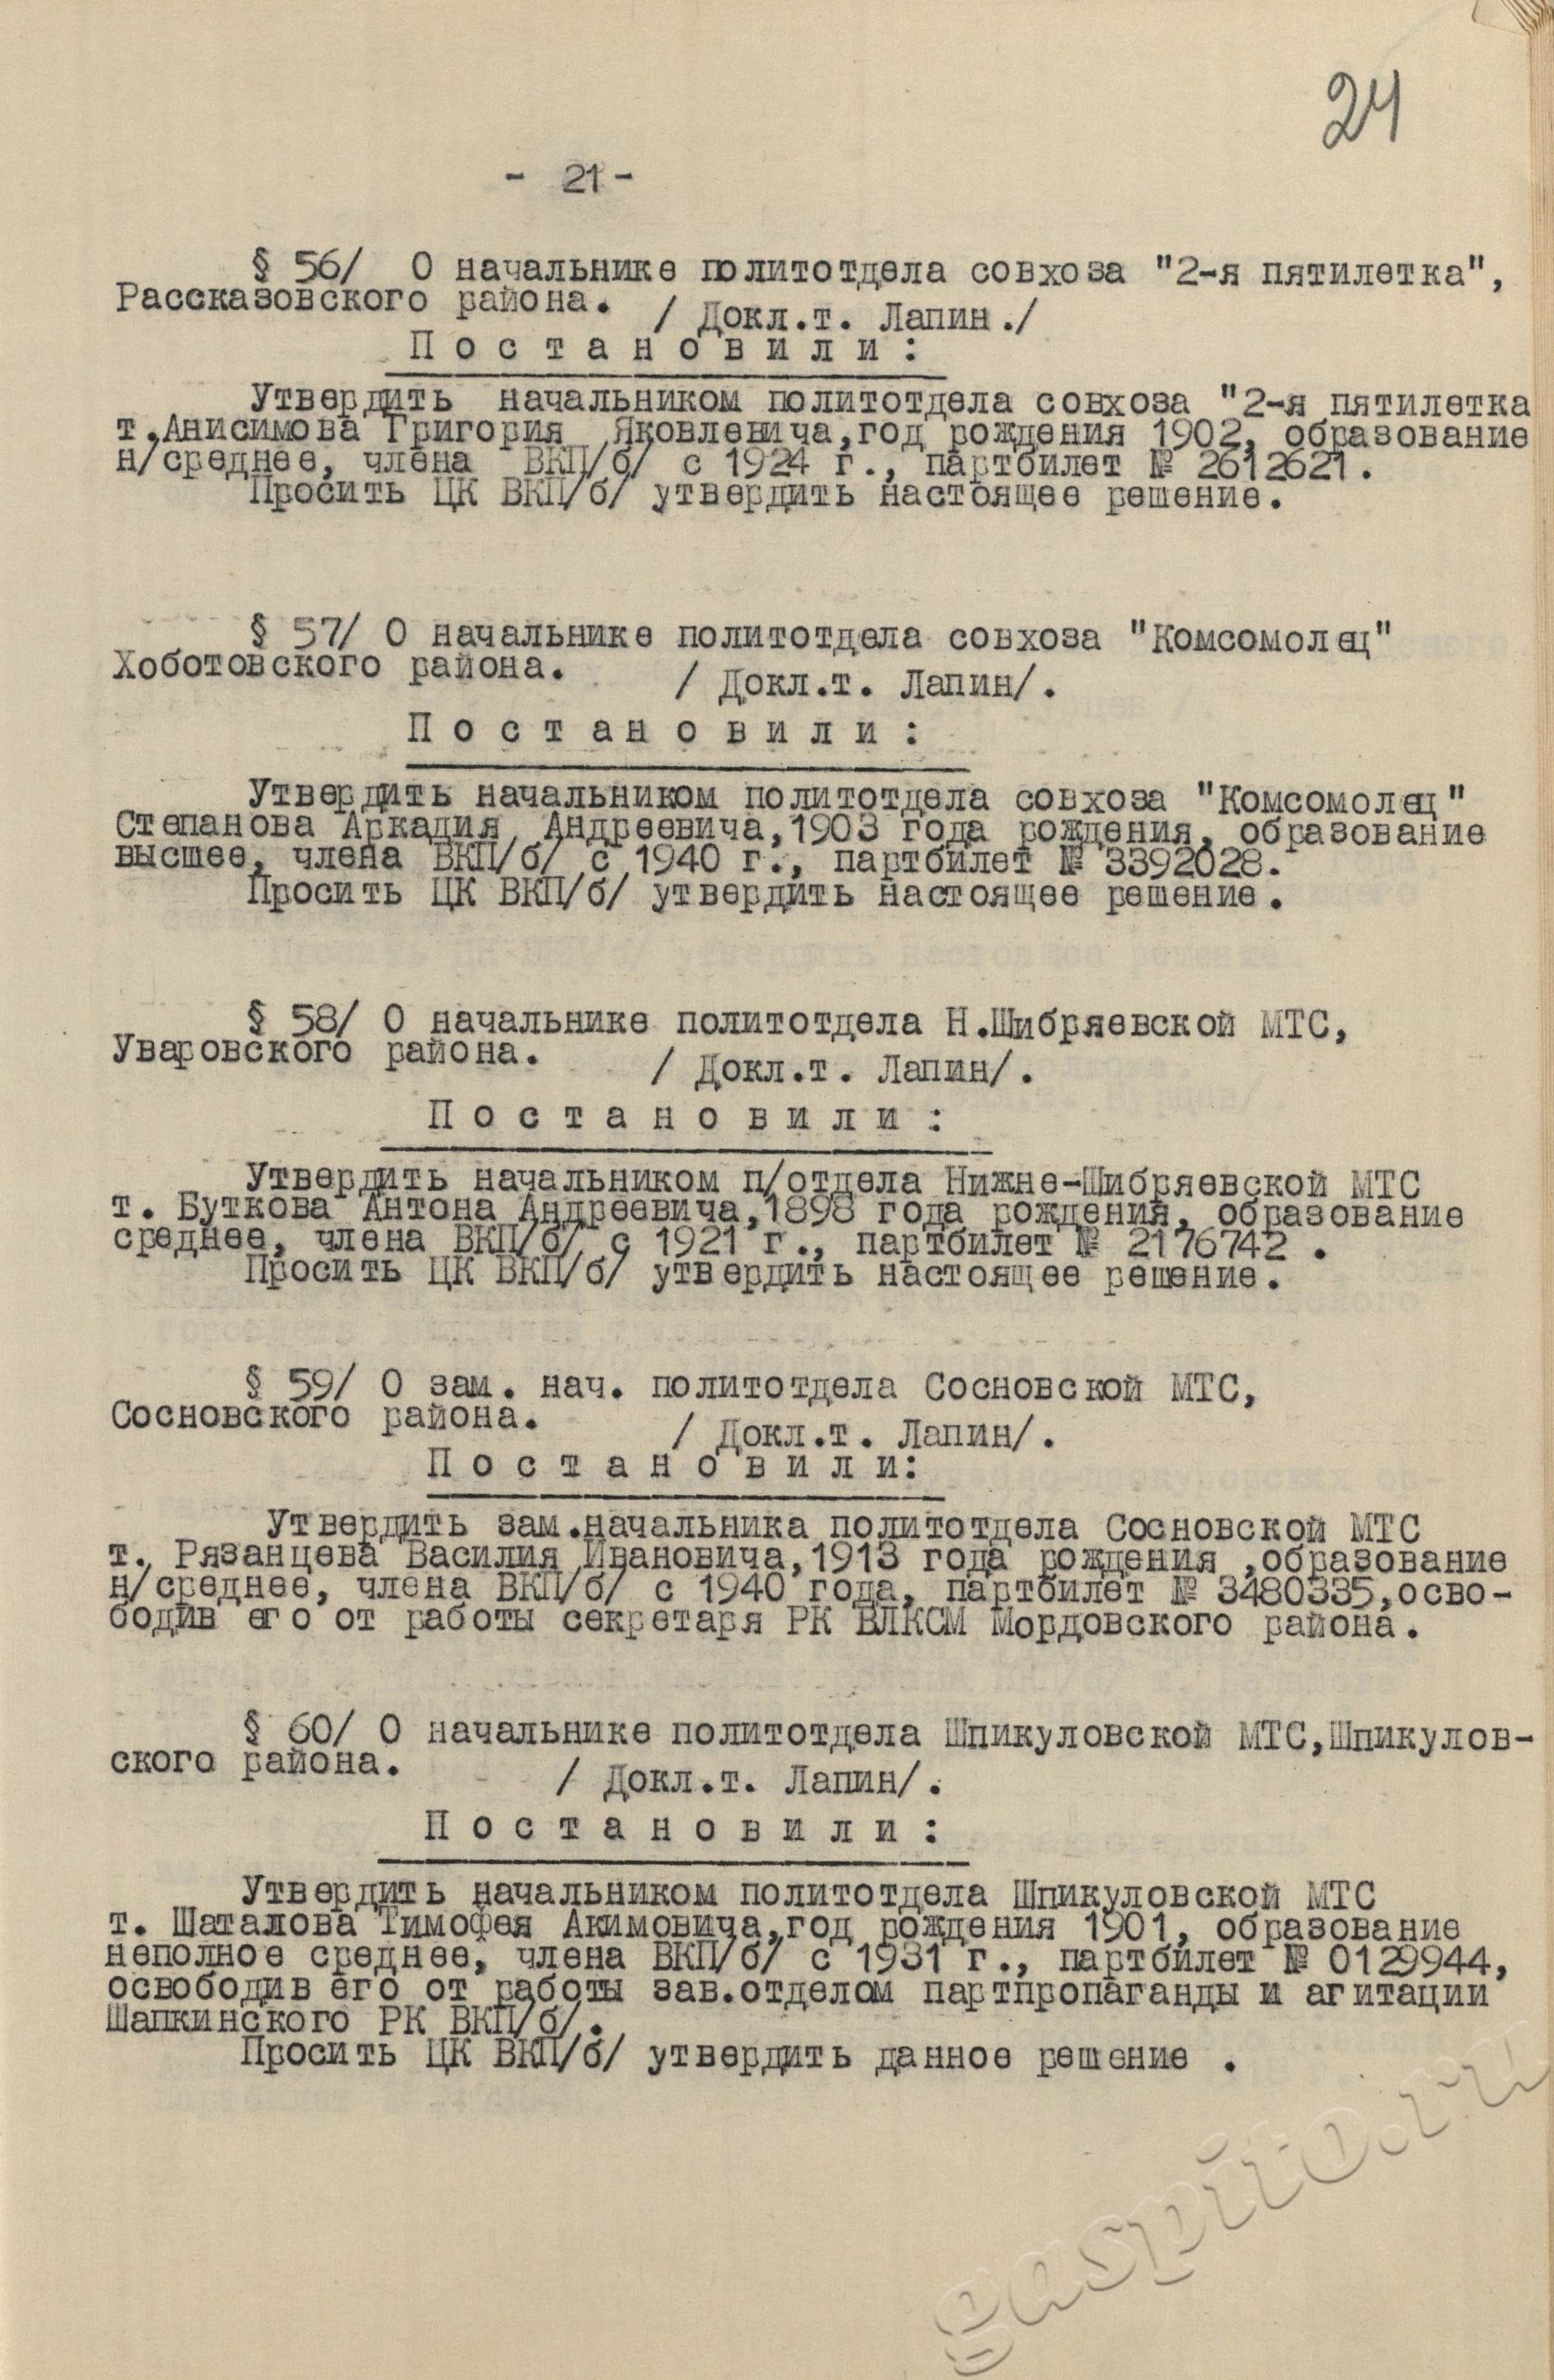 24
- 21 -
§ 56/ О начальнике политотдела совхоза "2-я пятилетка",
Рассказовского района.
/ Докл.т. Лапин./
П о с т а н о в и л и :
Утвердить начальником политотдела совхоза "2-я пятилетка
т.Анисимова Григория Яковлевича,год рождения 1902, образование
н/среднее, члена ВКП/б/ с 1924 г., партбилет № 2612621.
Просить ЦК ВКП/б/ утвердить настоящее решение.
§ 57/ О начальнике политотдела совхоза "Комсомолец"
Хоботовского района.
/ Докл.т. Лапин/.
П о с т а н о в и л и :
Утвердить начальником политотдела совхоза "Комсомолец"
Степанова Аркадия Андреевича,1903 года рождения, образование
высшее, члена ВКП/б/ с 1940 г., партбилет № 3392028.
Просить ЦК ВКП/б/ утвердить настоящее решение.
§ 58/ О начальнике политотдела Н.Шибряевской МТС,
Уваровского района.
/ Докл.т. Лапин/.
П о с т а н о в и л и :
Утвердить начальником п/отдела Нижне-Шибряевской МТС
т. Буткова Антона Андреевича,1898 года рождения, образование
среднее, члена ВКП/б/ с 1921 г., партбилет № 2176742 .
Просить ЦК ВКП/б/ утвердить настоящее решение.
§ 59/ О зам. нач. политотдела Сосновской МТС,
Сосновского района.
/ Докл.т. Лапин/.
П о с т а н о в и л и:
Утвердить зам.начальника политотдела Сосновской МТС
т. Рязанцева Василия Ивановича,1913 года рождения ,образование
н/среднее, члена ВКП/б/ с 1940 года, партбилет № 3480335,осво-
бодив его от работы секретаря РК ВЛКСМ Мордовского района.
§ 60/ О начальнике политотдела Шпикуловской МТС,Шпикулов-
ского района.
/ Докл.т. Лапин/.
П о с т а н о в и л и :
Утвердить начальником политотдела Шпикуловской МТС
т. Шаталова Тимофея Акимовича,год рождения 1901, образование
неполное среднее, члена ВКП/б/ с 1931 г., партбилет № 0129944,
освободив его от работы зав.отделом партпропаганды и агитации
Шапкинского РК ВКП/б/.
Просить ЦК ВКП/б/ утвердить данное решение .
gaspito.ru